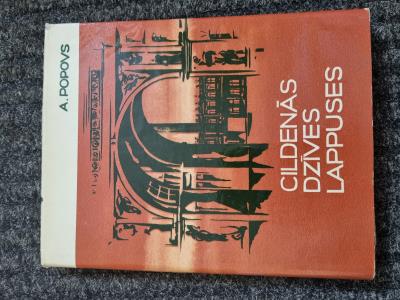 A. POPOVS
CILDENĀS
DZĪVES
LAPPUSES